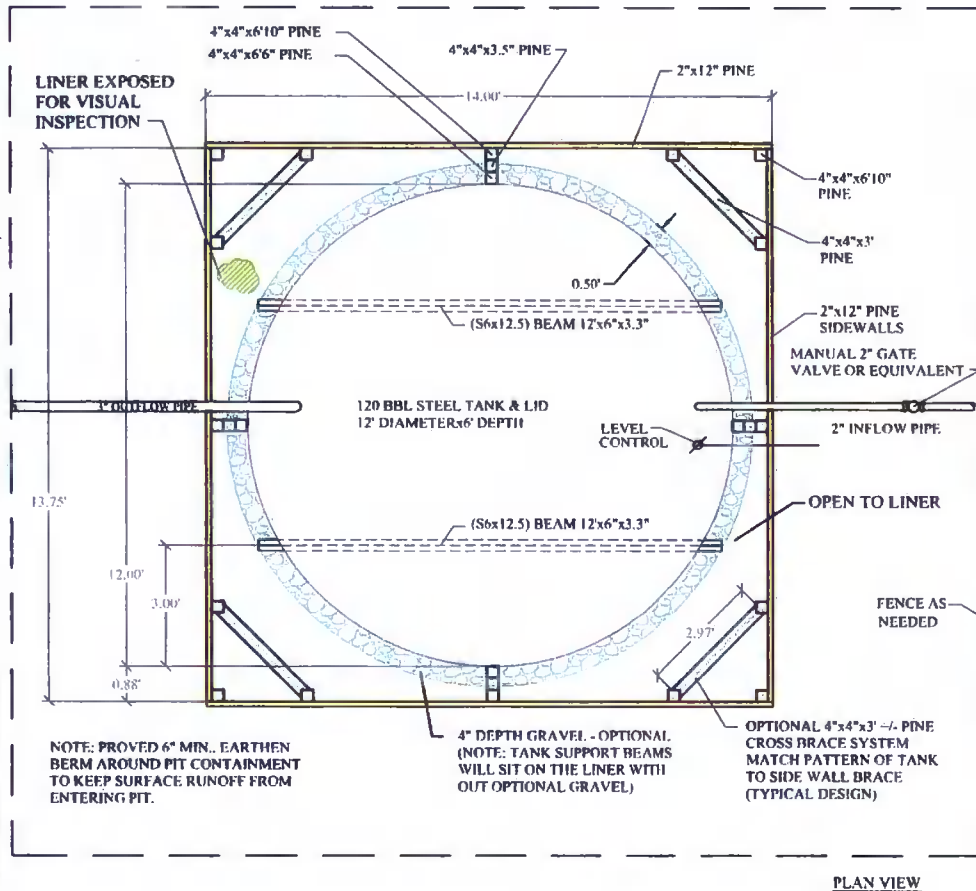 4"x4"x6'10" PINE
4"x4"x6'6" PINE
4"x4"x3.5" PINE
2"x12" PINE
LINER EXPOSED
FOR VISUAL
INSPECTION
14.00'
4"x4"x6'10"
PINE
4"x4"x3'
PINE
0.50'
(S6x12.5) BEAM 12'x6"x3.3"
2"x12" PINE
SIDEWALLS
MANUAL 2" GATE
VALVE OR EQUIVALENT
3" OUTFLOW PIPE
120 BBL STEEL TANK & LID
12' DIAMETERx6' DEPTH
LEVEL
CONTROL
2" INFLOW PIPE
13.75'
OPEN TO LINER
(S6x12.5) BEAM 12'x6"x3.3"
12.00'
3.00'
2.97'
FENCE AS
NEEDED
0.88'
NOTE: PROVED 6" MIN., EARTHEN
BERM AROUND PIT CONTAINMENT
TO KEEP SURFACE RUNOFF FROM
ENTERING PIT.
4" DEPTH GRAVEL - OPTIONAL
(NOTE: TANK SUPPORT BEAMS
WILL SIT ON THE LINER WITH
OUT OPTIONAL GRAVEL)
OPTIONAL 4"x4"x3' +/- PINE
CROSS BRACE SYSTEM
MATCH PATTERN OF TANK
TO SIDE WALL BRACE
(TYPICAL DESIGN)
PLAN VIEW